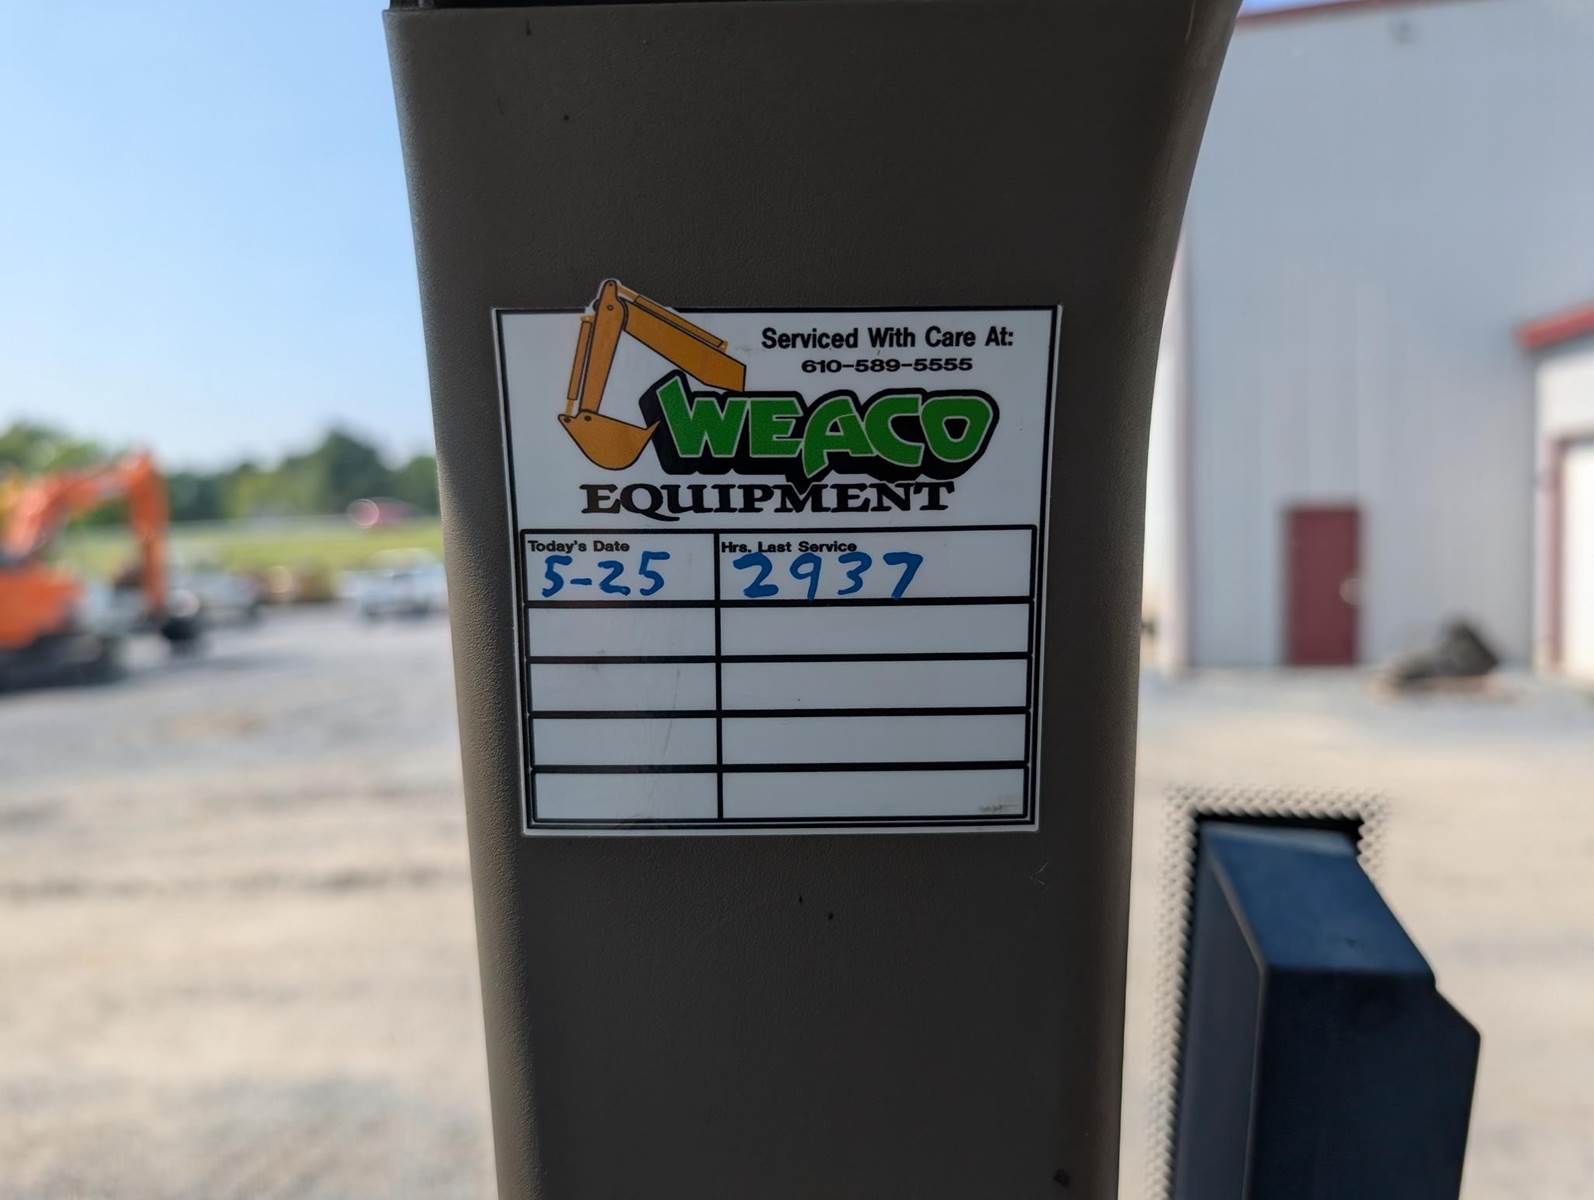 Serviced With Care At:
610-589-5555
WEACO
EQUIPMENT
Today's Date Hrs. Last Service
5-25 2937